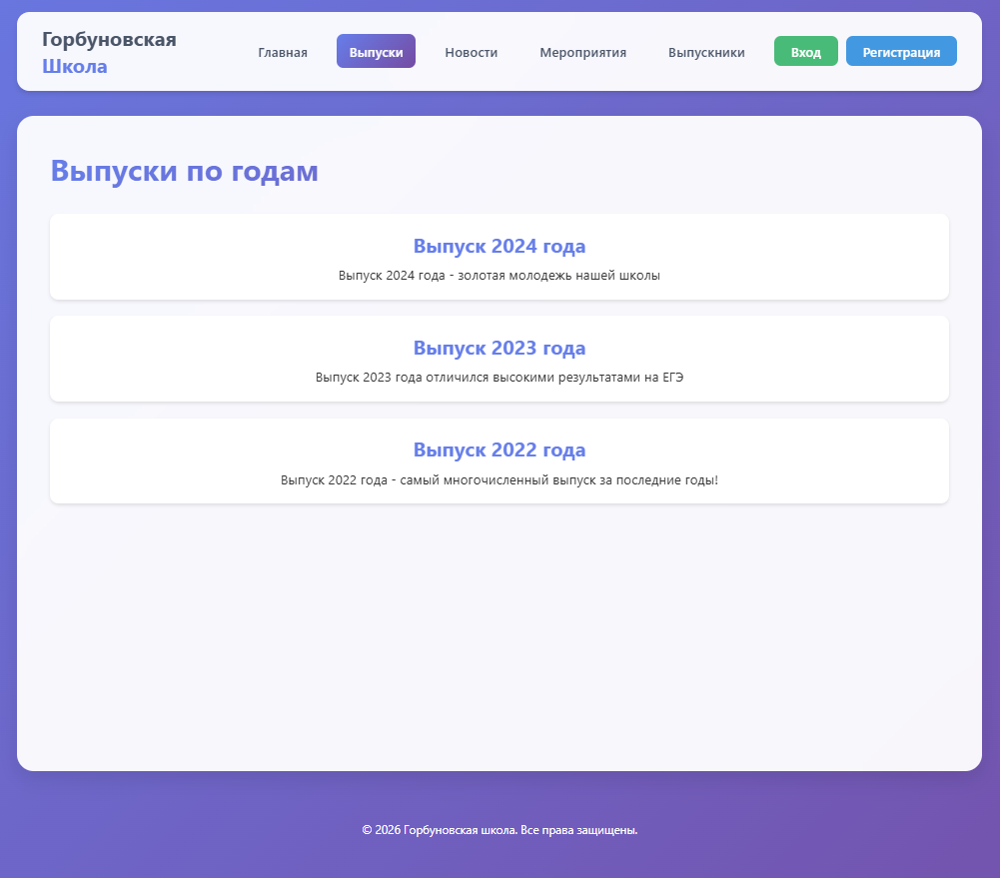 Горбуновская
Школа
Главная
Выпуски
Новости
Мероприятия
Выпускники
Вход
Регистрация
Выпуски по годам
Выпуск 2024 года
Выпуск 2024 года - золотая молодежь нашей школы
Выпуск 2023 года
Выпуск 2023 года отличился высокими результатами на ЕГЭ
Выпуск 2022 года
Выпуск 2022 года - самый многочисленный выпуск за последние годы!
© 2026 Горбуновская школа. Все права защищены.